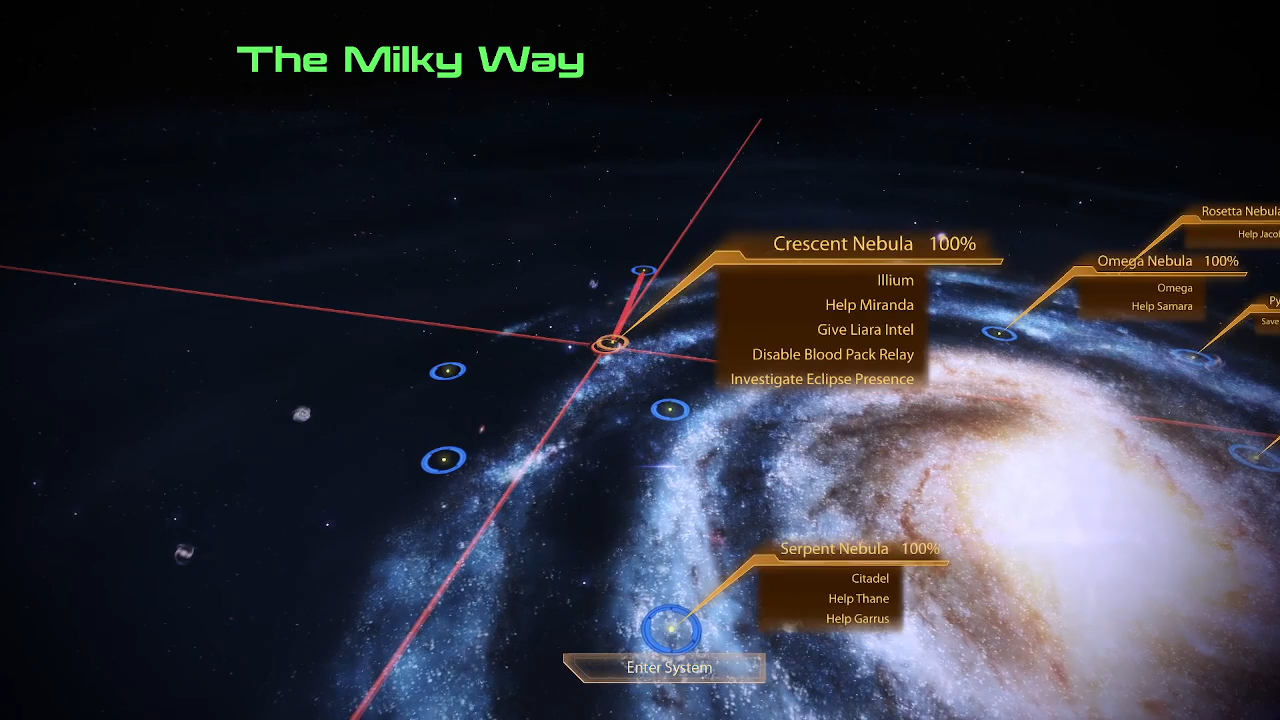 The Milky Way
Rosetta Nebula
Help Jacob
Crescent Nebula 100%
Illium
Help Miranda
Give Liara Intel
Disable Blood Pack Relay
Investigate Eclipse Presence
Omega Nebula 100%
Omega
Help Samara
Py
Save
Serpent Nebula 100%
Citadel
Help Thane
Help Garrus
Enter System